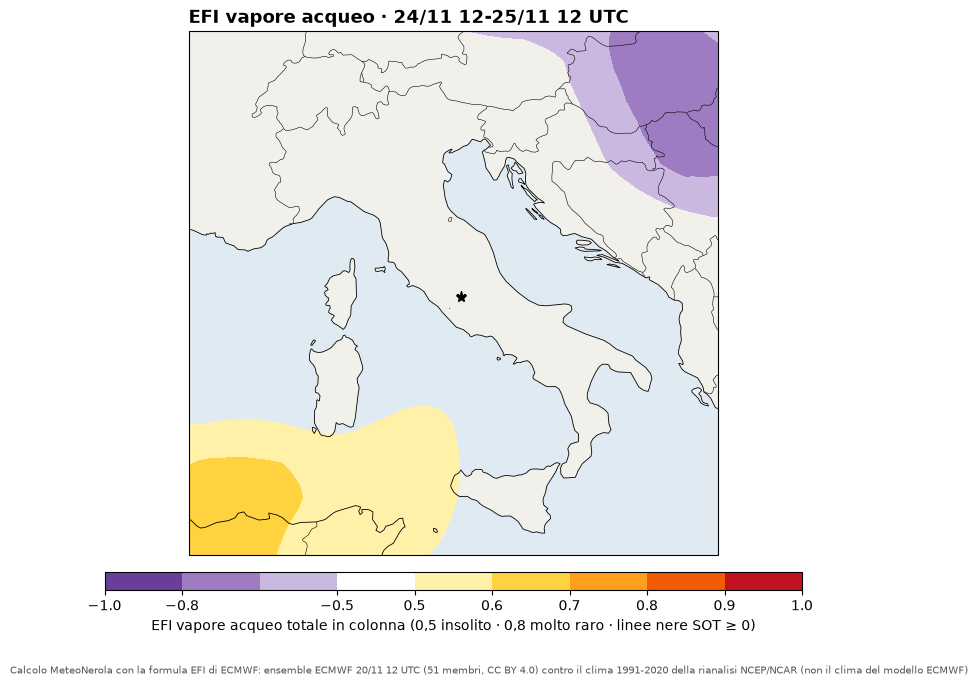 EFI vapore acqueo · 24/11 12-25/11 12 UTC
−1.0 −0.8 −0.5 0.5 0.6 0.7 0.8 0.9 1.0
EFI vapore acqueo totale in colonna (0,5 insolito · 0,8 molto raro · linee nere SOT ≥ 0)
Calcolo MeteoNerola con la formula EFI di ECMWF: ensemble ECMWF 20/11 12 UTC (51 membri, CC BY 4.0) contro il clima 1991-2020 della rianalisi NCEP/NCAR (non il clima del modello ECMWF)